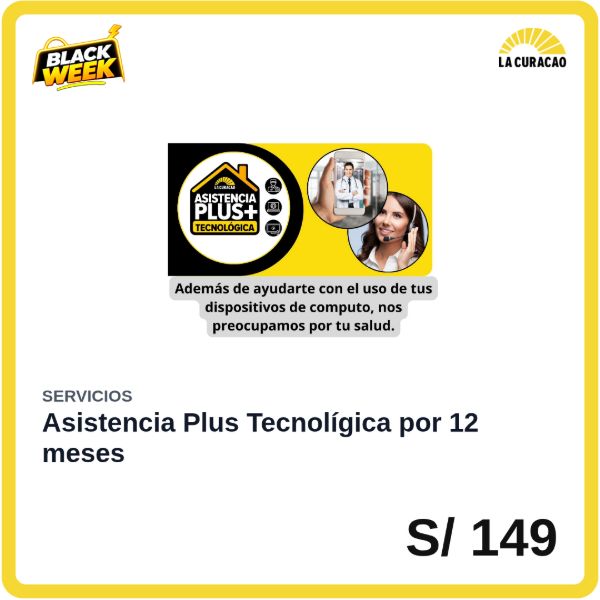 BLACK
WEEK
LA CURACAO
LA CURACAO
ASISTENCIA
PLUS+
TECNOLÓGICA
Además de ayudarte con el uso de tus
dispositivos de computo, nos
preocupamos por tu salud.
SERVICIOS
Asistencia Plus Tecnolígica por 12
meses
S/ 149